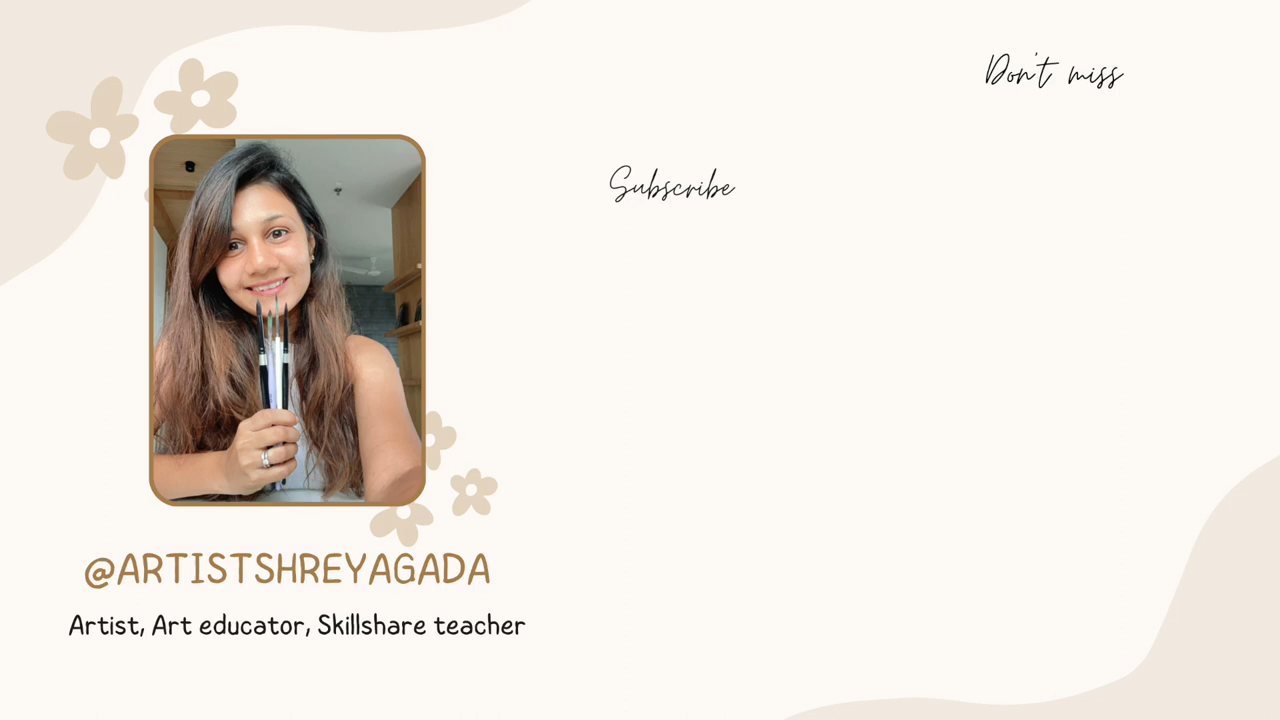 Don't miss
Subscribe
@ARTISTSHREYAGADA
Artist, Art educator, Skillshare teacher